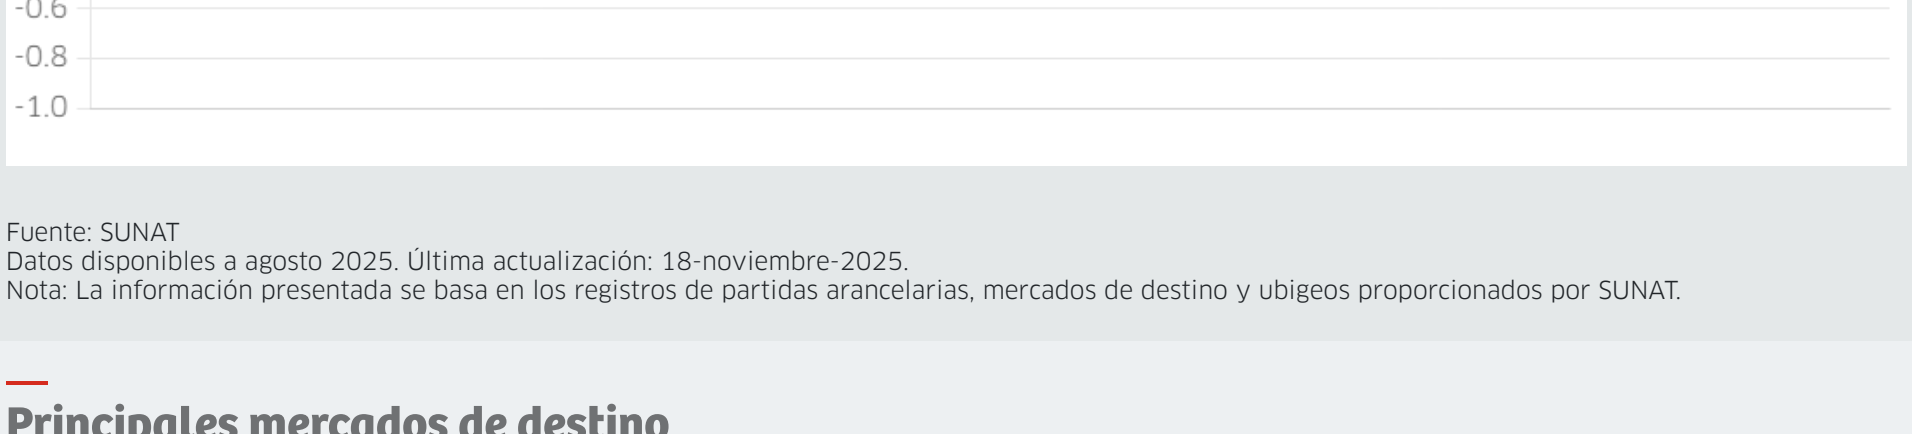 -0.6
-0.8
-1.0
Fuente: SUNAT
Datos disponibles a agosto 2025. Última actualización: 18-noviembre-2025.
Nota: La información presentada se basa en los registros de partidas arancelarias, mercados de destino y ubigeos proporcionados por SUNAT.
Principales mercados de destino